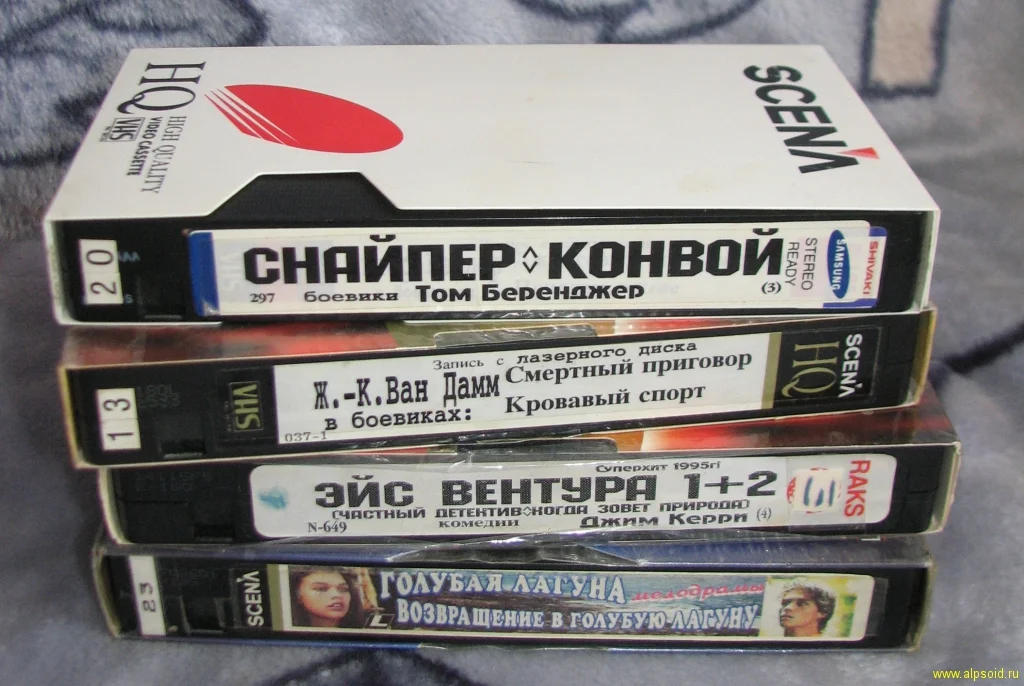 HQ
HIGH QUALITY
VIDEO CASSETTE
VHS
SCENA
20
СНАЙПЕР КОНВОЙ
297 боевики Том Беренджер (3)
STEREO
READY
SAMSUNG
SHIVAKI
13
VHS
Запись с лазерного диска
Ж.-К.Ван Дамм
в боевиках:
Смертный приговор
Кровавый спорт
037-1
SCENA
HQ
Суперхит 1995г!
ЭЙС ВЕНТУРА 1+2
(ЧАСТНЫЙ ДЕТЕКТИВ КОГДА ЗОВЕТ ПРИРОДА)
N-649 комедии Джим Керри (4)
RAKS
23
SCENA
ГОЛУБАЯ ЛАГУНА мелодрамы
ВОЗВРАЩЕНИЕ В ГОЛУБУЮ ЛАГУНУ
www.alpsoid.ru